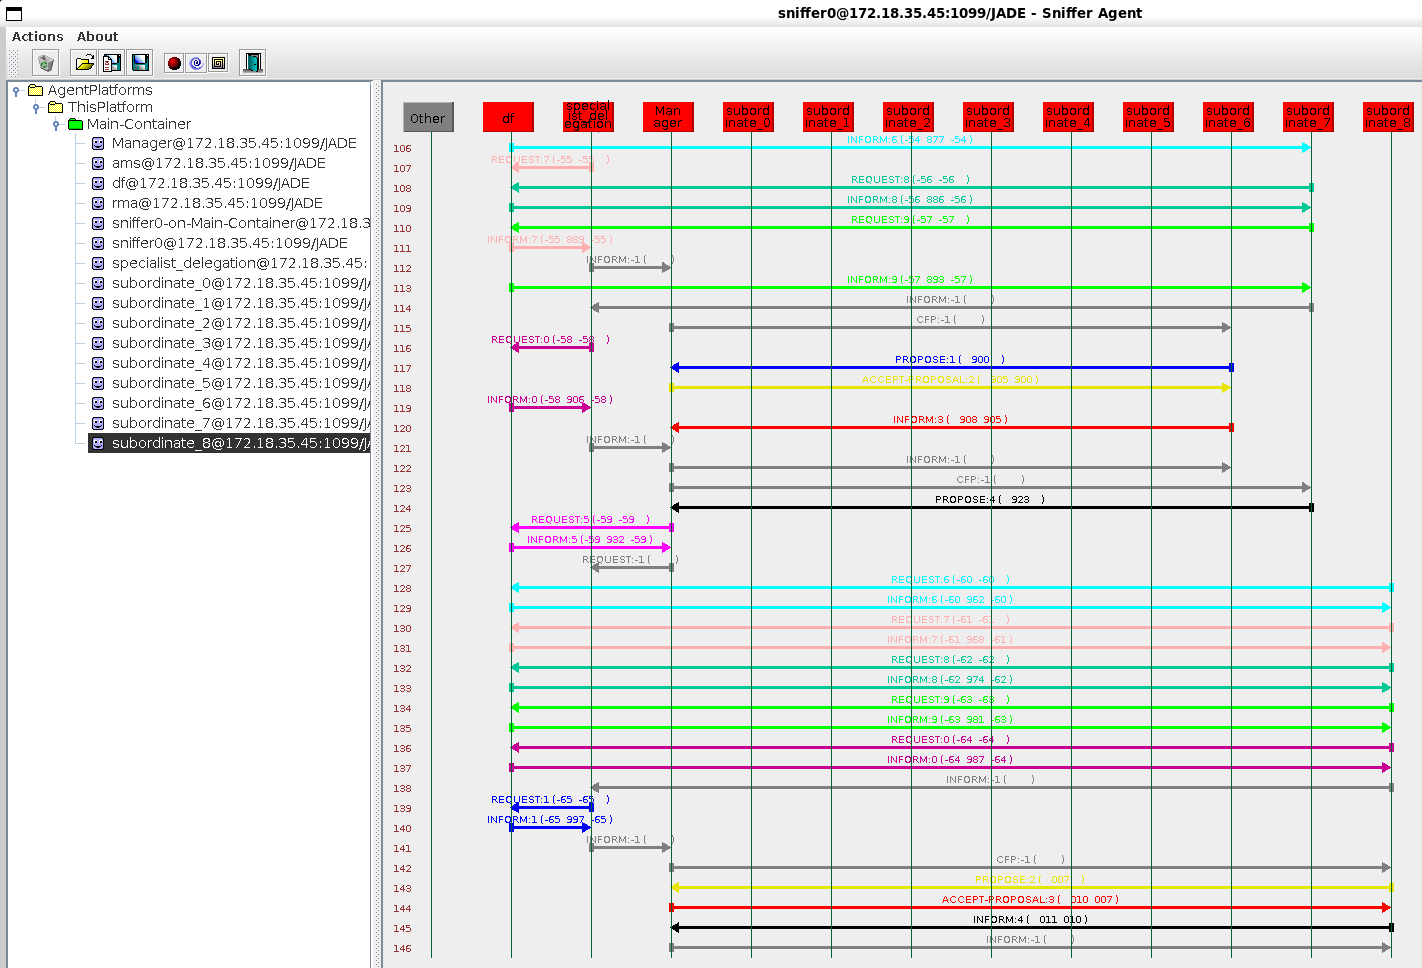 sniffer0@172.18.35.45:1099/JADE - Sniffer Agent
Actions About
AgentPlatforms
ThisPlatform
Main-Container
Manager@172.18.35.45:1099/JADE
ams@172.18.35.45:1099/JADE
df@172.18.35.45:1099/JADE
rma@172.18.35.45:1099/JADE
sniffer0-on-Main-Container@172.18.3
sniffer0@172.18.35.45:1099/JADE
specialist_delegation@172.18.35.45:
subordinate_0@172.18.35.45:1099/J
subordinate_1@172.18.35.45:1099/J
subordinate_2@172.18.35.45:1099/J
subordinate_3@172.18.35.45:1099/J
subordinate_4@172.18.35.45:1099/J
subordinate_5@172.18.35.45:1099/J
subordinate_6@172.18.35.45:1099/J
subordinate_7@172.18.35.45:1099/J
subordinate_8@172.18.35.45:1099/J
Other
df
special
ist_del
egation
Man
ager
subord
inate_0
subord
inate_1
subord
inate_2
subord
inate_3
subord
inate_4
subord
inate_5
subord
inate_6
subord
inate_7
subord
inate_8
106 INFORM:6 (-54 877 -54)
107 REQUEST:7 (-55 -55 )
108 REQUEST:8 (-56 -56 )
109 INFORM:8 (-56 886 -56)
110 REQUEST:9 (-57 -57 )
111 INFORM:7 (-55 889 -55)
112 INFORM:-1 ( )
113 INFORM:9 (-57 893 -57)
114 INFORM:-1 ( )
115 CFP:-1 ( )
116 REQUEST:0 (-58 -58 )
117 PROPOSE:1 ( 900 )
118 ACCEPT-PROPOSAL:2 ( 905 900)
119 INFORM:0 (-58 906 -58)
120 INFORM:3 ( 908 905)
121 INFORM:-1 ( )
122 INFORM:-1 ( )
123 CFP:-1 ( )
124 PROPOSE:4 ( 923 )
125 REQUEST:5 (-59 -59 )
126 INFORM:5 (-59 932 -59)
127 REQUEST:-1 ( )
128 REQUEST:6 (-60 -60 )
129 INFORM:6 (-60 962 -60)
130 REQUEST:7 (-61 -61 )
131 INFORM:7 (-61 968 -61)
132 REQUEST:8 (-62 -62 )
133 INFORM:8 (-62 974 -62)
134 REQUEST:9 (-63 -63 )
135 INFORM:9 (-63 981 -63)
136 REQUEST:0 (-64 -64 )
137 INFORM:0 (-64 987 -64)
138 INFORM:-1 ( )
139 REQUEST:1 (-65 -65 )
140 INFORM:1 (-65 997 -65)
141 INFORM:-1 ( )
142 CFP:-1 ( )
143 PROPOSE:2 ( 007 )
144 ACCEPT-PROPOSAL:3 ( 010 007)
145 INFORM:4 ( 011 010)
146 INFORM:-1 ( )